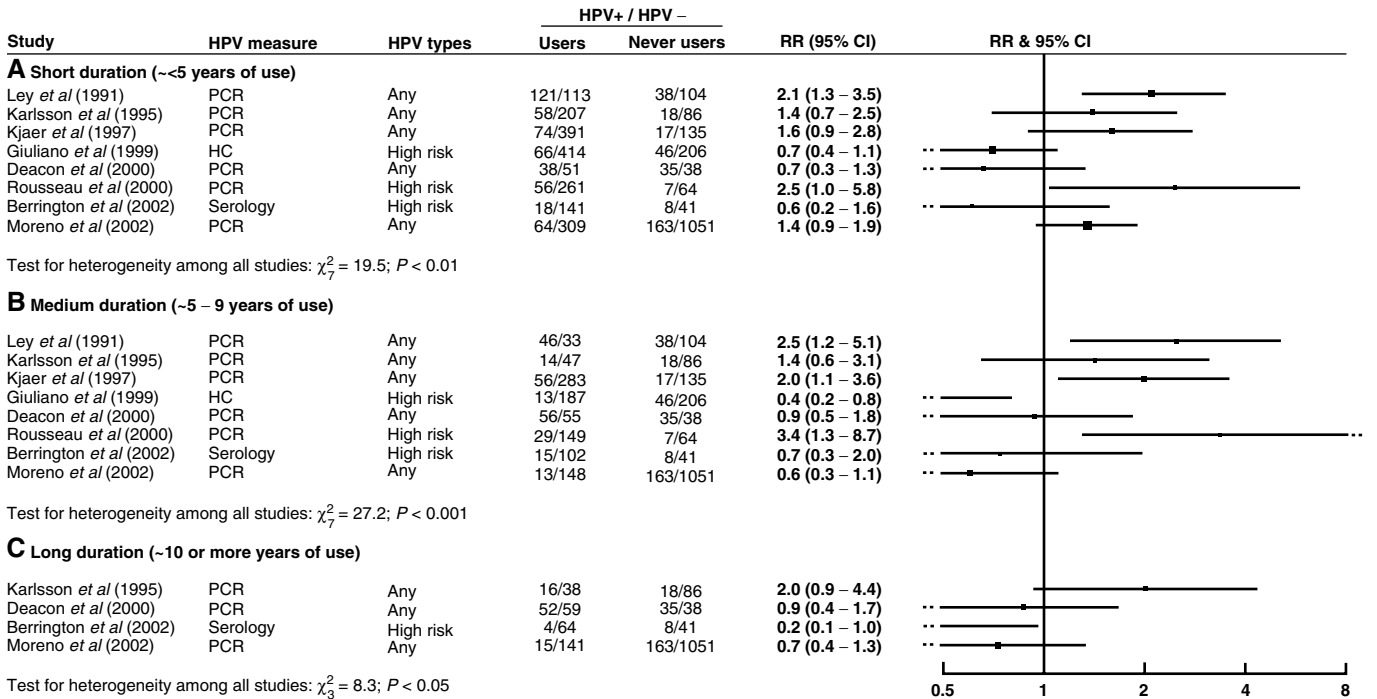 HPV+ / HPV –
Study HPV measure HPV types Users Never users RR (95% CI) RR & 95% CI
A Short duration (~<5 years of use)
Ley et al (1991) PCR Any 121/113 38/104 2.1 (1.3 – 3.5)
Karlsson et al (1995) PCR Any 58/207 18/86 1.4 (0.7 – 2.5)
Kjaer et al (1997) PCR Any 74/391 17/135 1.6 (0.9 – 2.8)
Giuliano et al (1999) HC High risk 66/414 46/206 0.7 (0.4 – 1.1)
Deacon et al (2000) PCR Any 38/51 35/38 0.7 (0.3 – 1.3)
Rousseau et al (2000) PCR High risk 56/261 7/64 2.5 (1.0 – 5.8)
Berrington et al (2002) Serology High risk 18/141 8/41 0.6 (0.2 – 1.6)
Moreno et al (2002) PCR Any 64/309 163/1051 1.4 (0.9 – 1.9)
Test for heterogeneity among all studies: χ²₇ = 19.5; P < 0.01
B Medium duration (~5 – 9 years of use)
Ley et al (1991) PCR Any 46/33 38/104 2.5 (1.2 – 5.1)
Karlsson et al (1995) PCR Any 14/47 18/86 1.4 (0.6 – 3.1)
Kjaer et al (1997) PCR Any 56/283 17/135 2.0 (1.1 – 3.6)
Giuliano et al (1999) HC High risk 13/187 46/206 0.4 (0.2 – 0.8)
Deacon et al (2000) PCR Any 56/55 35/38 0.9 (0.5 – 1.8)
Rousseau et al (2000) PCR High risk 29/149 7/64 3.4 (1.3 – 8.7)
Berrington et al (2002) Serology High risk 15/102 8/41 0.7 (0.3 – 2.0)
Moreno et al (2002) PCR Any 13/148 163/1051 0.6 (0.3 – 1.1)
Test for heterogeneity among all studies: χ²₇ = 27.2; P < 0.001
C Long duration (~10 or more years of use)
Karlsson et al (1995) PCR Any 16/38 18/86 2.0 (0.9 – 4.4)
Deacon et al (2000) PCR Any 52/59 35/38 0.9 (0.4 – 1.7)
Berrington et al (2002) Serology High risk 4/64 8/41 0.2 (0.1 – 1.0)
Moreno et al (2002) PCR Any 15/141 163/1051 0.7 (0.4 – 1.3)
Test for heterogeneity among all studies: χ²₃ = 8.3; P < 0.05
0.5 1 2 4 8